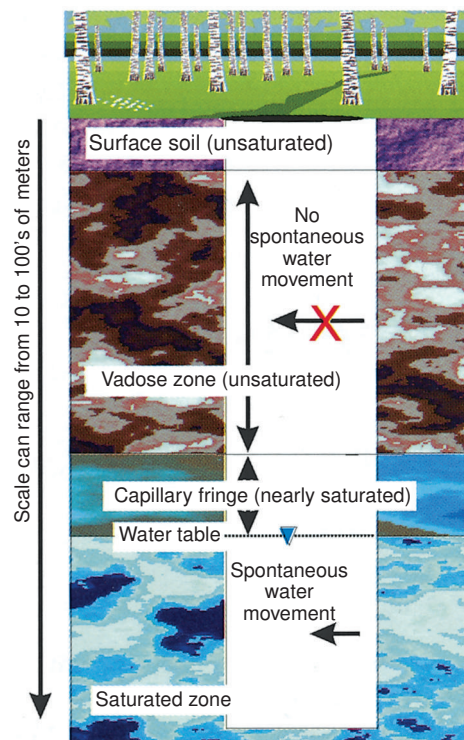 Scale can range from 10 to 100's of meters
Surface soil (unsaturated)
No
spontaneous
water
movement
X
Vadose zone (unsaturated)
Capillary fringe (nearly saturated)
Water table
Spontaneous
water
movement
Saturated zone